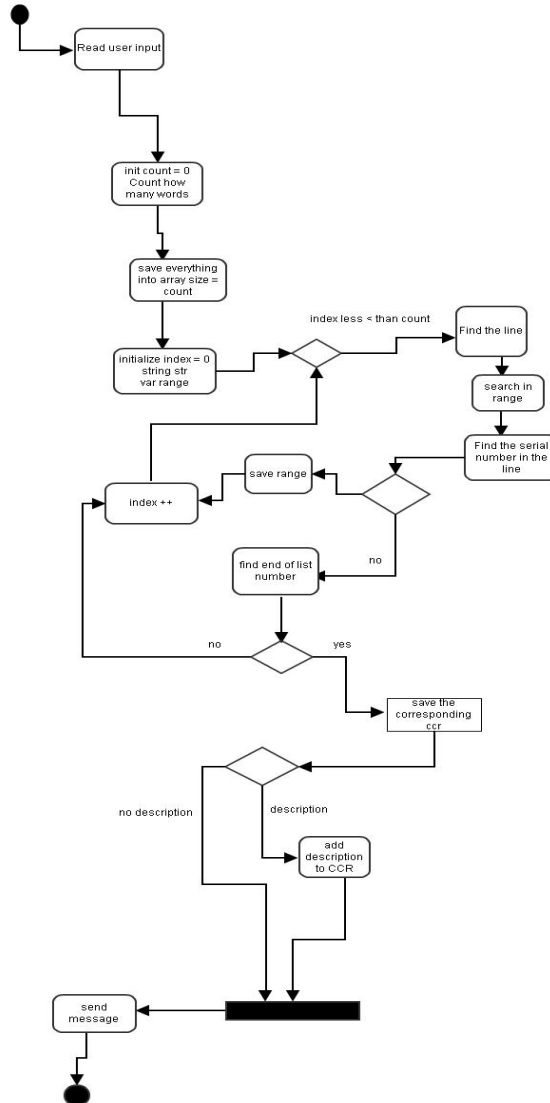 Read user input
init count = 0
Count how
many words
save everything
into array size =
count
index less < than count
Find the line
initialize index = 0
string str
var range
search in
range
Find the serial
number in the
line
save range
index ++
no
find end of list
number
no
yes
save the
corresponding
ccr
no description
description
add
description
to CCR
send
message